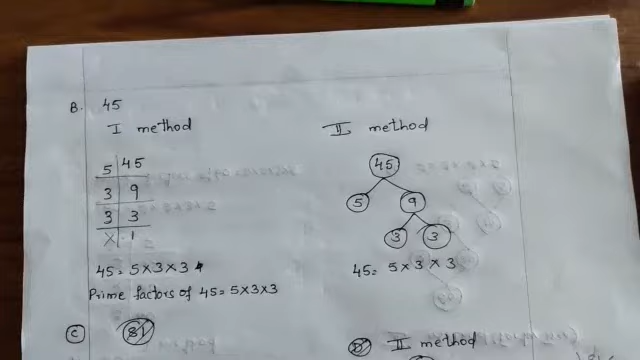 B. 45
I method
5 45
3 9
3 3
X 1
45 = 5×3×3
Prime factors of 45 = 5×3×3
II method
45
5 9
3 3
45 = 5×3×3
C 81
D II method